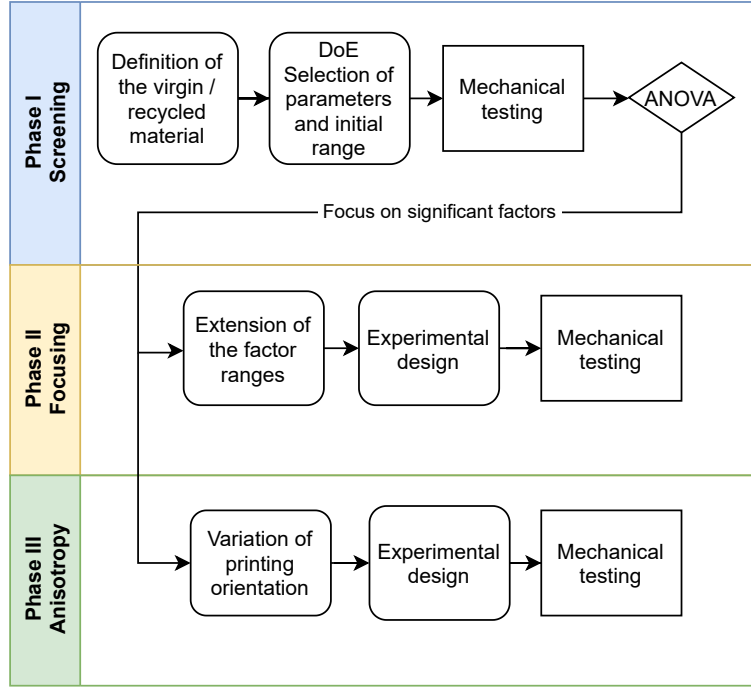 Phase I
Screening
Definition of
the virgin /
recycled
material
DoE
Selection of
parameters
and initial
range
Mechanical
testing
ANOVA
Focus on significant factors
Phase II
Focusing
Extension of
the factor
ranges
Experimental
design
Mechanical
testing
Phase III
Anisotropy
Variation of
printing
orientation
Experimental
design
Mechanical
testing